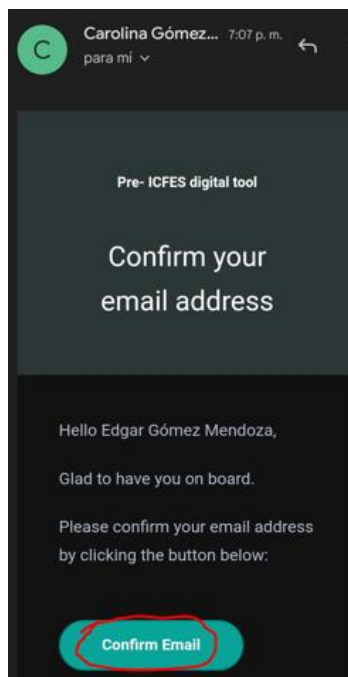 C
Carolina Gómez... 7:07 p. m.
para mí
Pre- ICFES digital tool
Confirm your
email address
Hello Edgar Gómez Mendoza,
Glad to have you on board.
Please confirm your email address
by clicking the button below:
Confirm Email